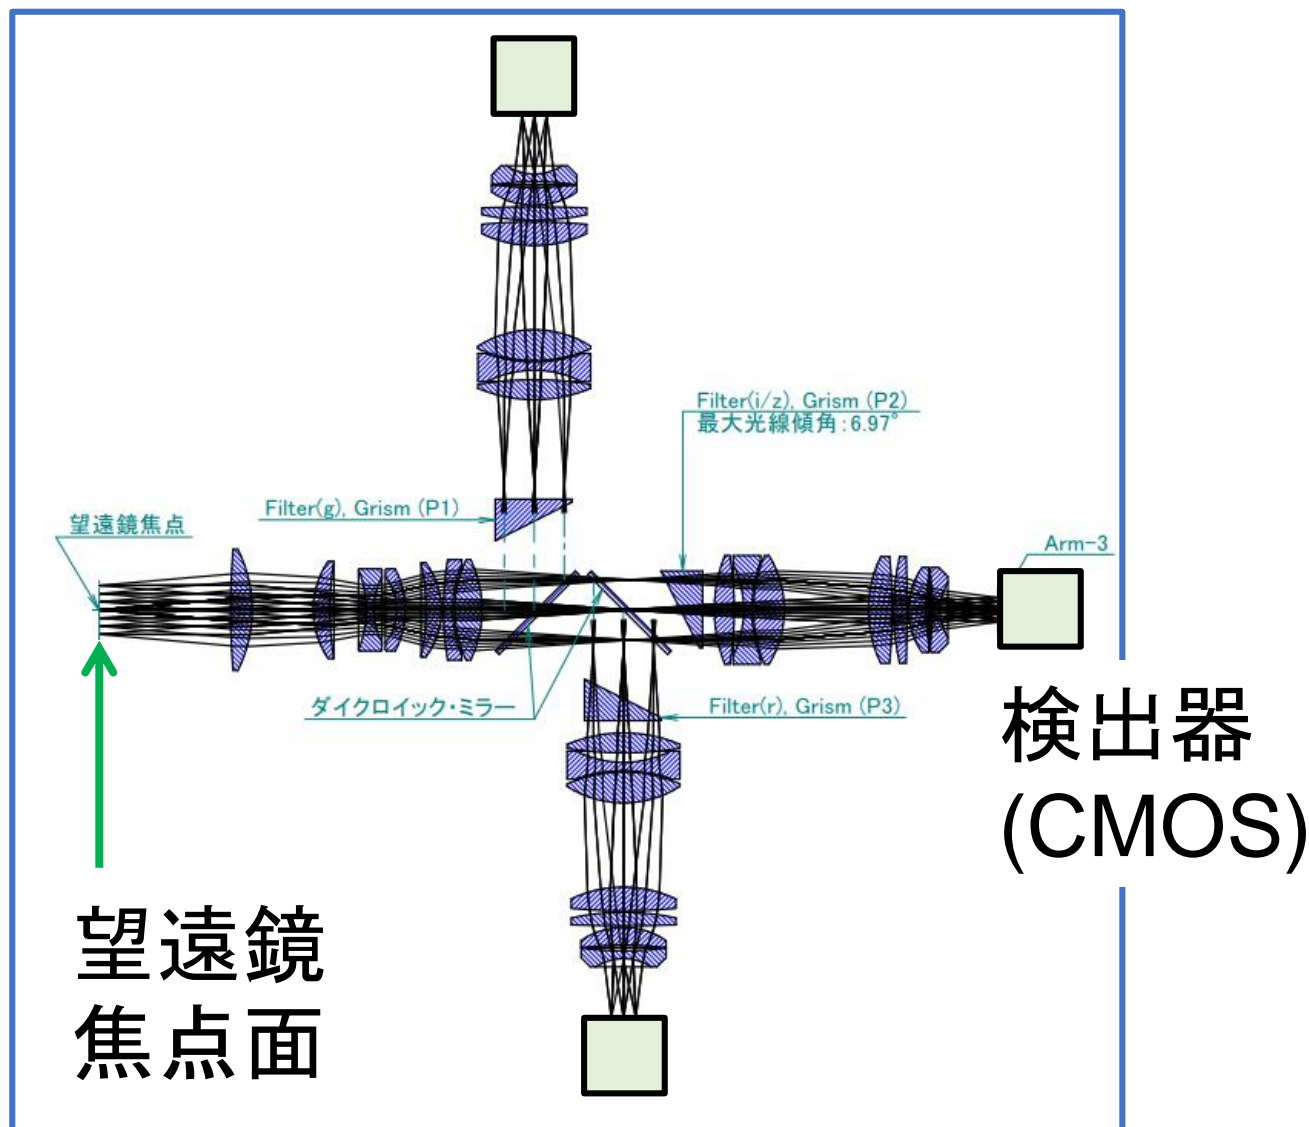 Filter(i/z), Grism (P2)
最大光線傾角:6.97°
Filter(g), Grism (P1)
望遠鏡焦点
Arm-3
ダイクロイック・ミラー
Filter(r), Grism (P3)
検出器
(CMOS)
望遠鏡
焦点面